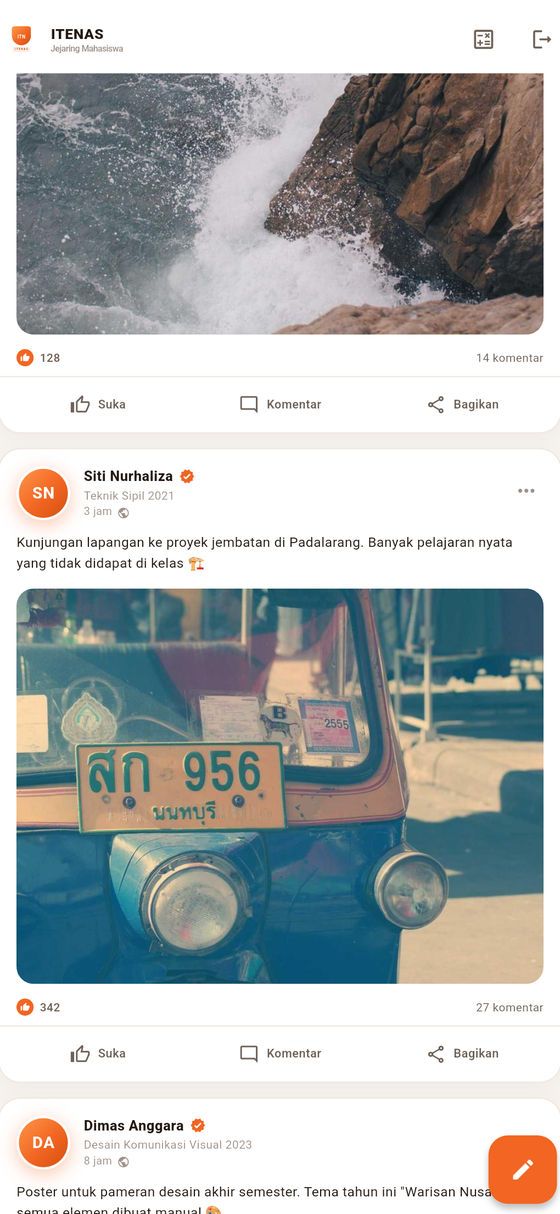 ITN
ITENAS
ITENAS
Jejaring Mahasiswa
128
14 komentar
Suka
Komentar
Bagikan
SN
Siti Nurhaliza
Teknik Sipil 2021
3 jam
Kunjungan lapangan ke proyek jembatan di Padalarang. Banyak pelajaran nyata
yang tidak didapat di kelas 🏗️
B
2555
สก 956
นนทบุรี
342
27 komentar
Suka
Komentar
Bagikan
DA
Dimas Anggara
Desain Komunikasi Visual 2023
8 jam
Poster untuk pameran desain akhir semester. Tema tahun ini "Warisan Nusa
semua elemen dibuat manual 🎨